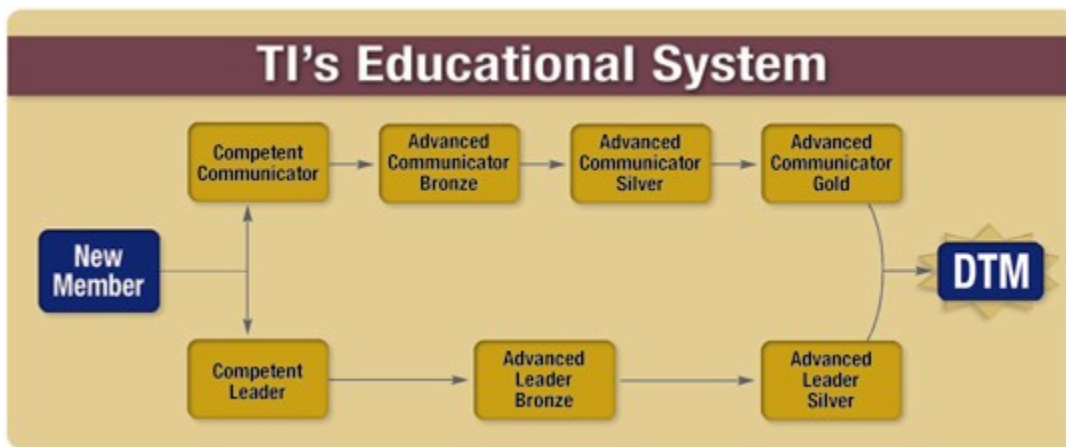 TI's Educational System
Competent
Communicator
Advanced
Communicator
Bronze
Advanced
Communicator
Silver
Advanced
Communicator
Gold
New
Member
DTM
Competent
Leader
Advanced
Leader
Bronze
Advanced
Leader
Silver